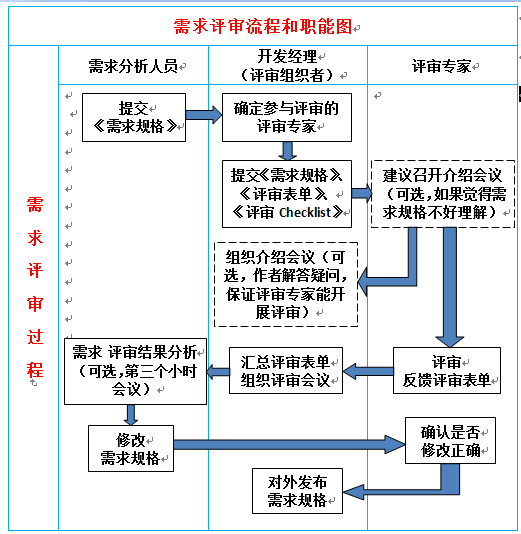 需求评审流程和职能图
需求分析人员
开发经理
（评审组织者）
评审专家
需求评审过程
提交
《需求规格》
确定参与评审的
评审专家
提交《需求规格》、
《评审表单》、
《评审 Checklist》
建议召开介绍会议
（可选，如果觉得需
求规格不好理解）
组织介绍会议（可
选，作者解答疑问，
保证评审专家能开
展评审）
需求 评审结果分析
（可选，第三个小时
会议）
汇总评审表单
组织评审会议
评审
反馈评审表单
修改
需求规格
确认是否
修改正确
对外发布
需求规格